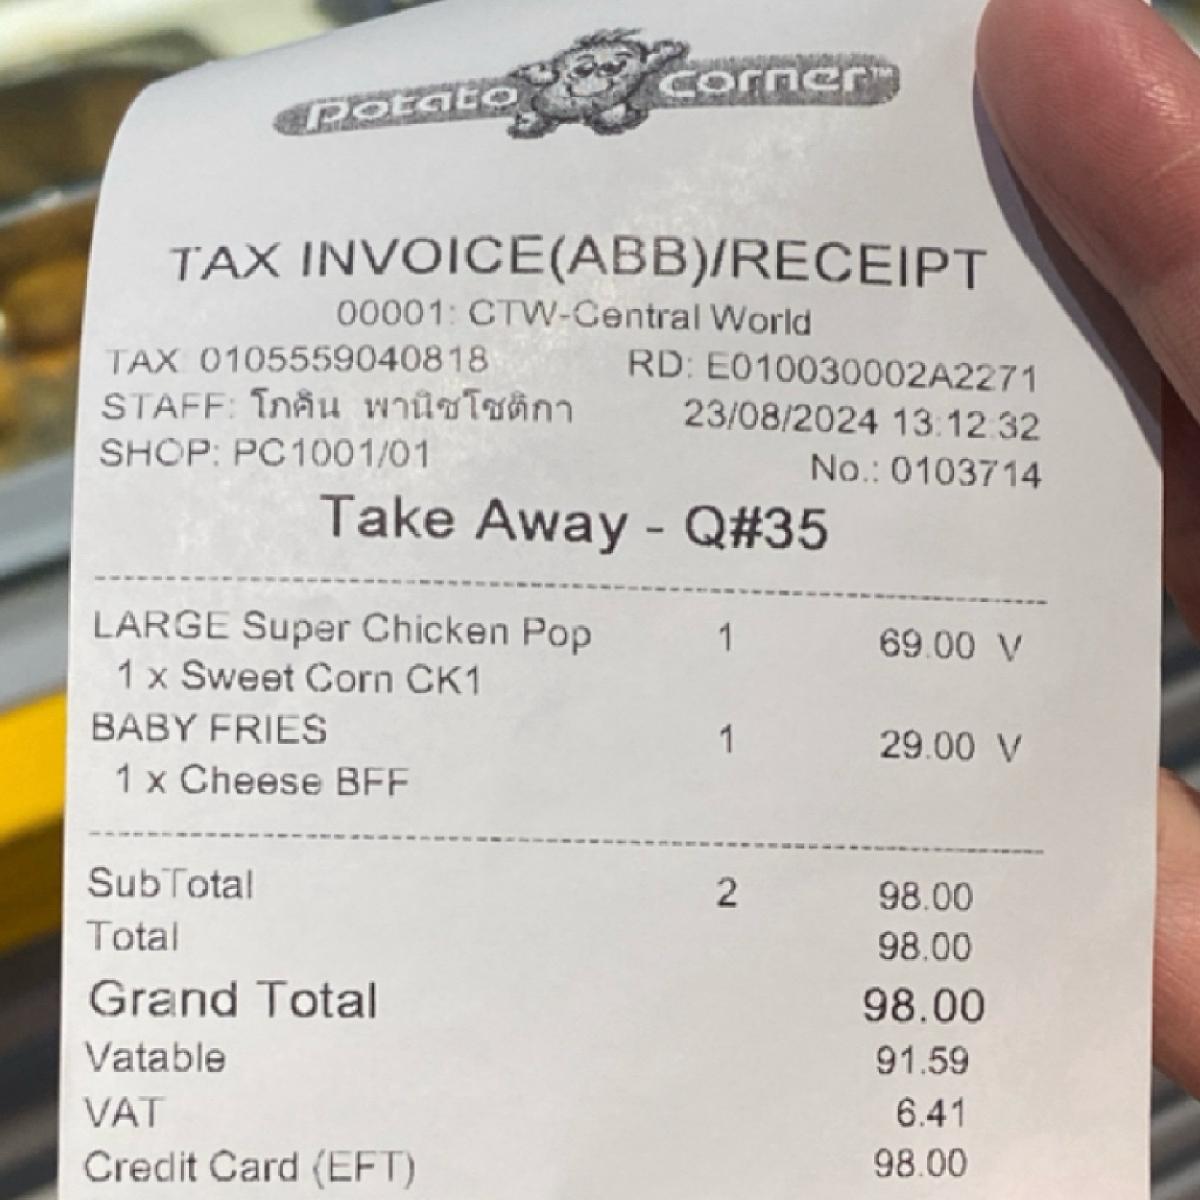 potato corner™
TAX INVOICE(ABB)/RECEIPT
00001: CTW-Central World
TAX 0105559040818 RD: E010030002A2271
STAFF: โกคิน พานิชโชติกา 23/08/2024 13:12:32
SHOP: PC1001/01 No.: 0103714
Take Away - Q#35
LARGE Super Chicken Pop 1 69.00 V
1 x Sweet Corn CK1
BABY FRIES 1 29.00 V
1 x Cheese BFF
SubTotal 2 98.00
Total 98.00
Grand Total 98.00
Vatable 91.59
VAT 6.41
Credit Card (EFT) 98.00